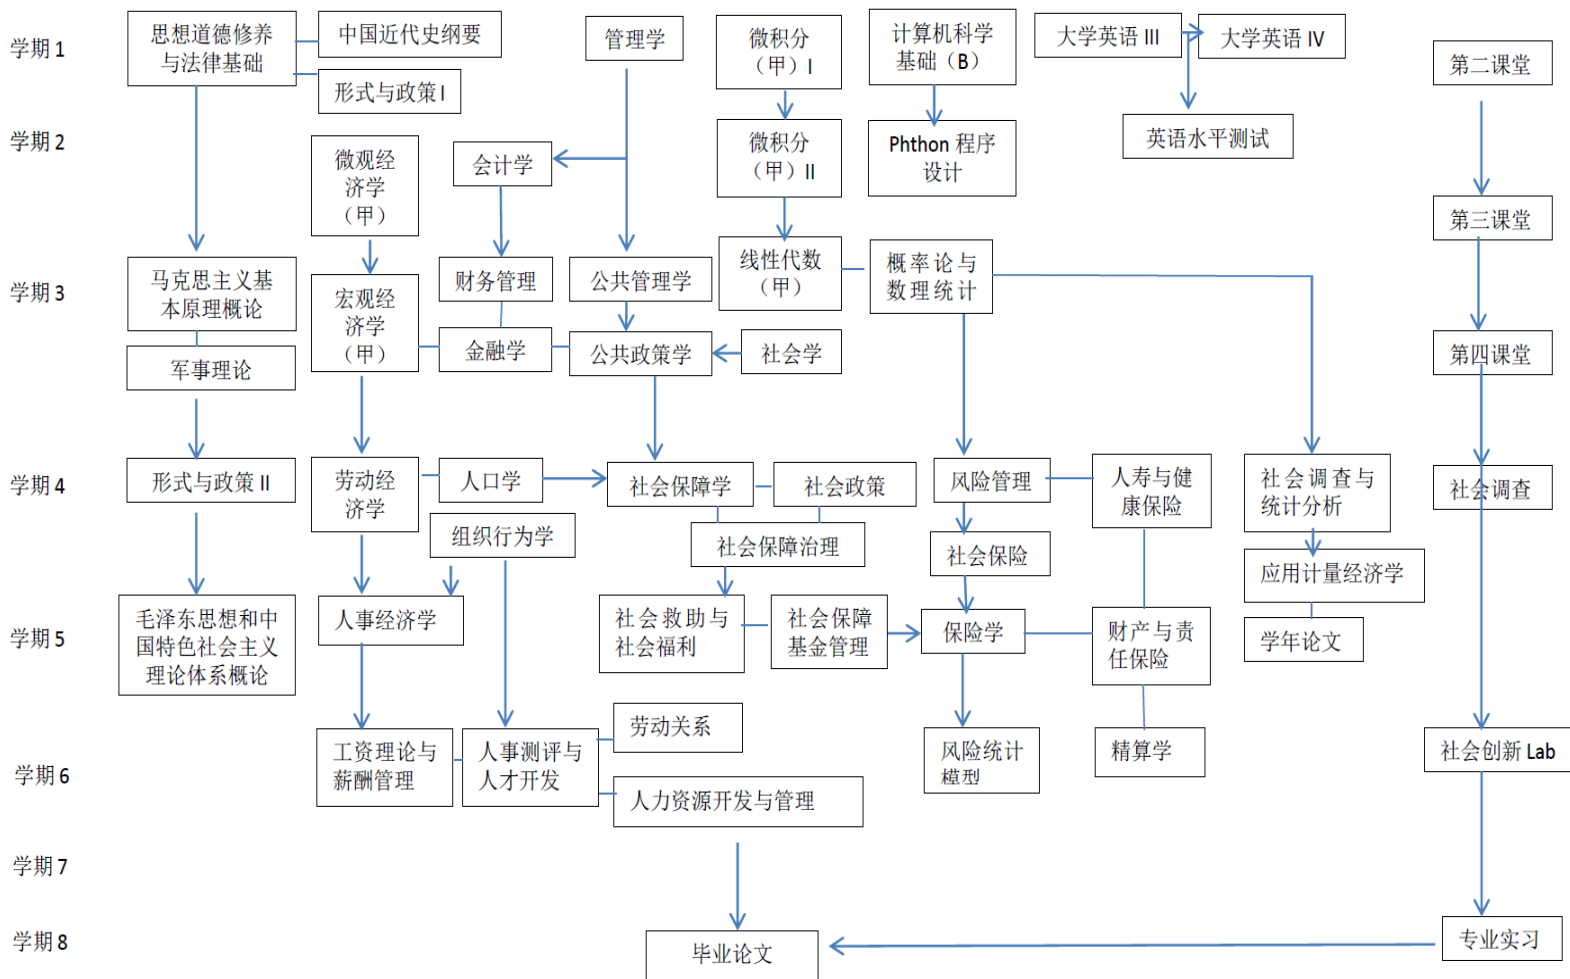 学期 1
思想道德修养
与法律基础
中国近代史纲要
形式与政策 I
管理学
微积分
（甲）I
计算机科学
基础（B）
大学英语 III
大学英语 IV
第二课堂
学期 2
微观经
济学
（甲）
会计学
微积分
（甲）II
Phthon 程序
设计
英语水平测试
第三课堂
学期 3
马克思主义基
本原理概论
军事理论
宏观经
济学
（甲）
财务管理
金融学
公共管理学
公共政策学
社会学
线性代数
（甲）
概率论与
数理统计
第四课堂
学期 4
形式与政策 II
劳动经
济学
人口学
组织行为学
社会保障学
社会政策
社会保障治理
风险管理
社会保险
人寿与健
康保险
社会调查与
统计分析
应用计量经济学
社会调查
学期 5
毛泽东思想和中
国特色社会主义
理论体系概论
人事经济学
社会救助与
社会福利
社会保障
基金管理
保险学
财产与责
任保险
学年论文
学期 6
工资理论与
薪酬管理
人事测评与
人才开发
劳动关系
人力资源开发与管理
风险统计
模型
精算学
社会创新 Lab
学期 7
学期 8
毕业论文
专业实习